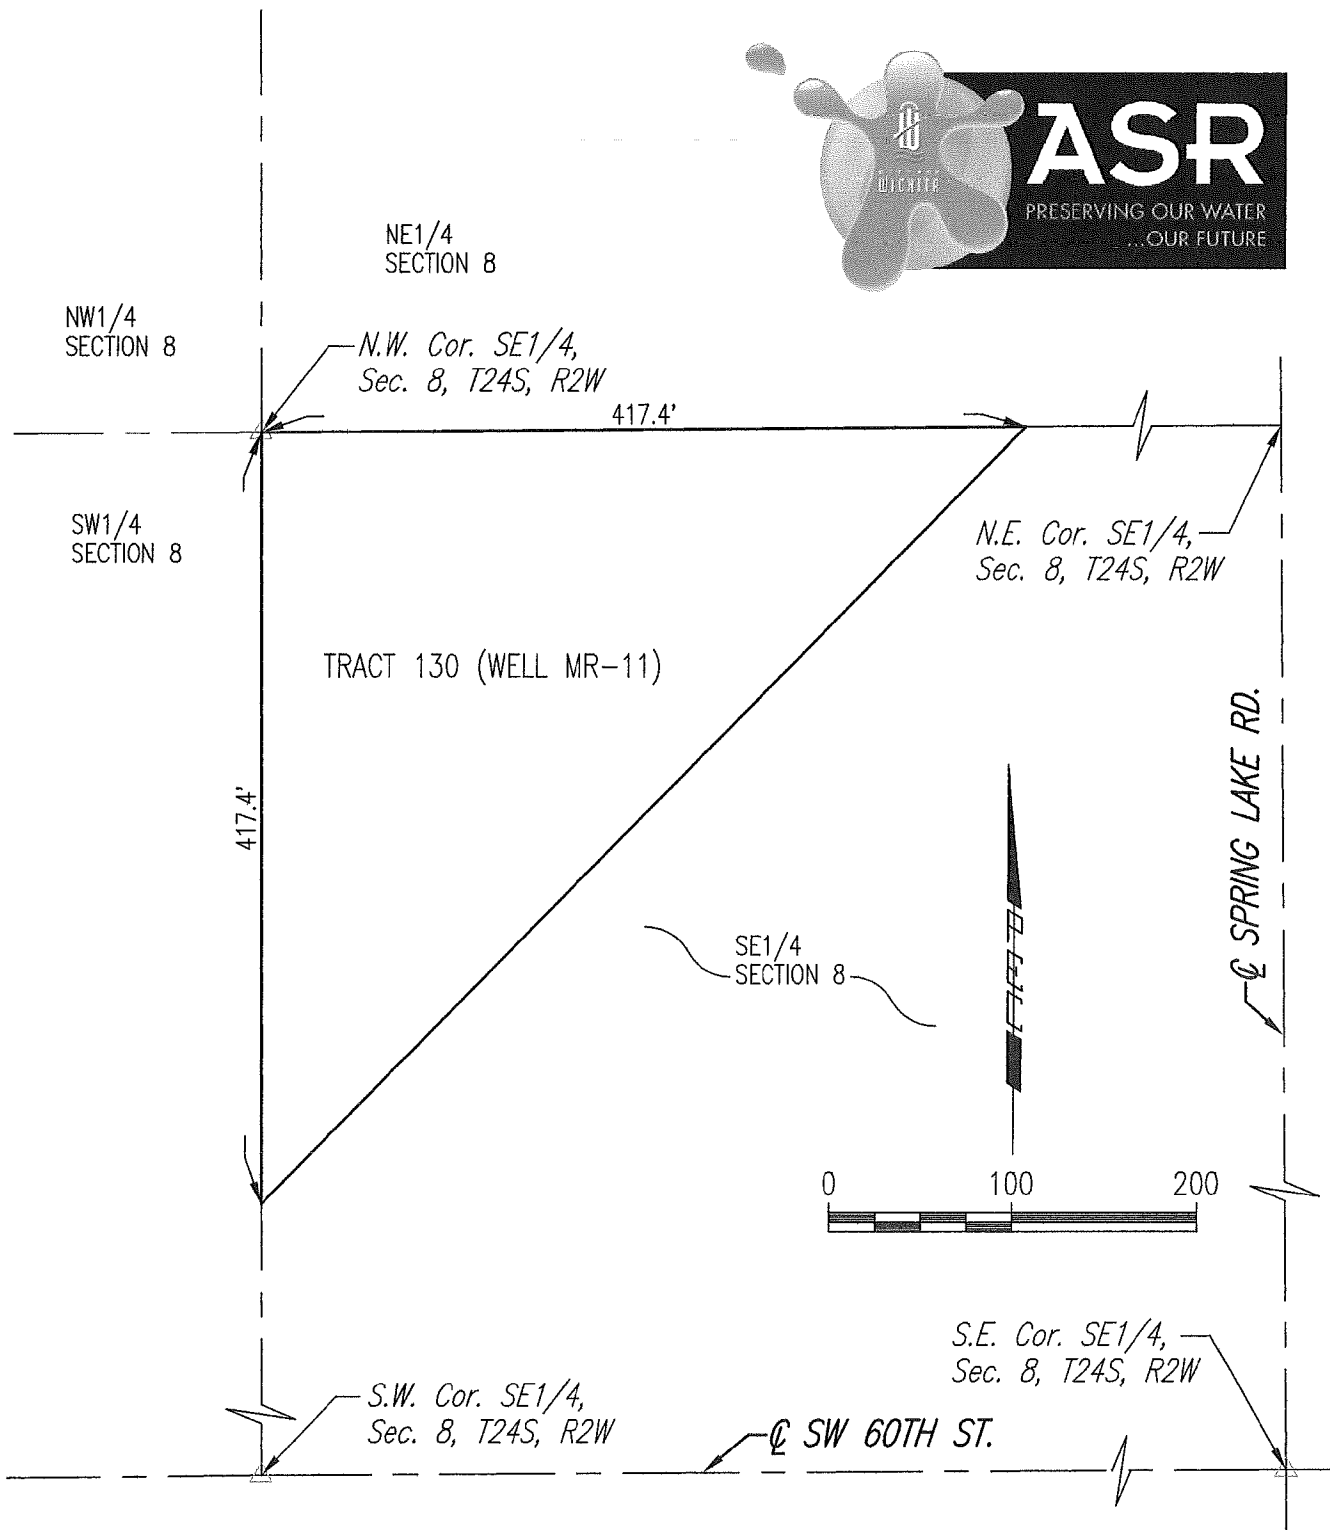 ASR
WICHITA
PRESERVING OUR WATER
...OUR FUTURE
NE1/4
SECTION 8
NW1/4
SECTION 8
N.W. Cor. SE1/4,
Sec. 8, T24S, R2W
417.4'
SW1/4
SECTION 8
N.E. Cor. SE1/4,
Sec. 8, T24S, R2W
TRACT 130 (WELL MR-11)
417.4'
℄ SPRING LAKE RD.
SE1/4
SECTION 8
0 100 200
S.E. Cor. SE1/4,
Sec. 8, T24S, R2W
S.W. Cor. SE1/4,
Sec. 8, T24S, R2W
℄ SW 60TH ST.